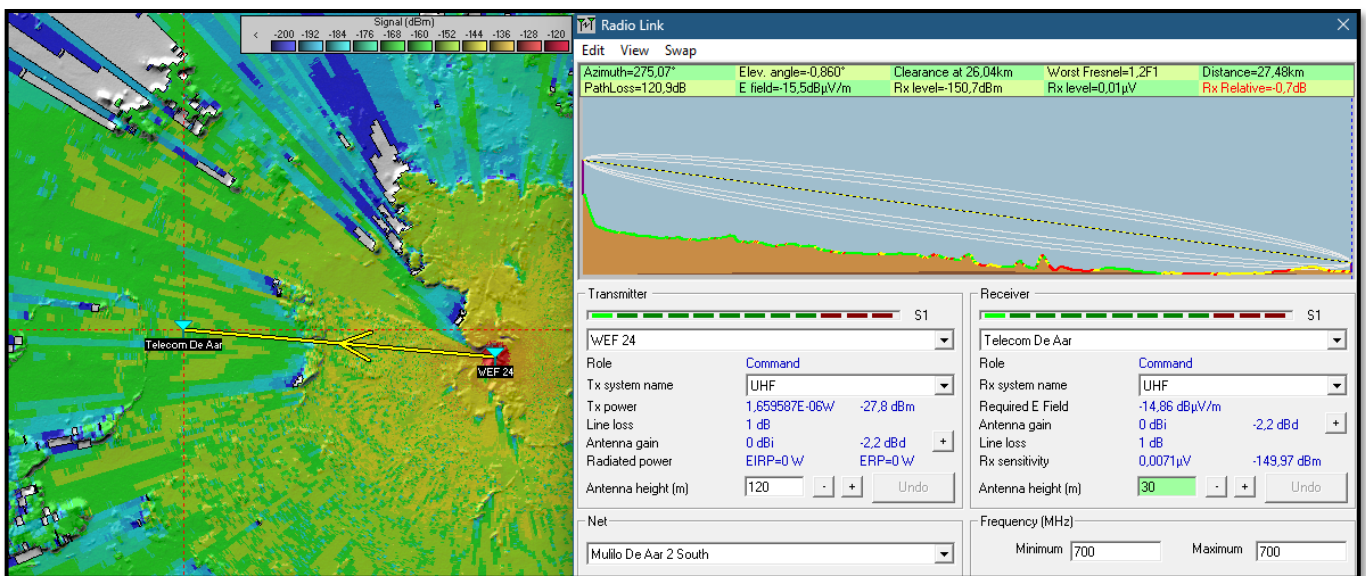 Signal (dBm)
< -200 -192 -184 -176 -168 -160 -152 -144 -136 -128 -120
Telecom De Aar
WEF 24
Radio Link
Edit View Swap
Azimuth=275,07° Elev. angle=-0,860° Clearance at 26,04km Worst Fresnel=1,2F1 Distance=27,48km
PathLoss=120,9dB E field=-15,5dBµV/m Rx level=-150,7dBm Rx level=0,01µV Rx Relative=-0,7dB
Transmitter
S1
WEF 24
Role Command
Tx system name UHF
Tx power 1,659587E-06W -27,8 dBm
Line loss 1 dB
Antenna gain 0 dBi -2,2 dBd +
Radiated power EIRP=0 W ERP=0 W
Antenna height (m) 120 - + Undo
Net
Mulilo De Aar 2 South
Receiver
S1
Telecom De Aar
Role Command
Rx system name UHF
Required E Field -14,86 dBµV/m
Antenna gain 0 dBi -2,2 dBd +
Line loss 1 dB
Rx sensitivity 0,0071µV -149,97 dBm
Antenna height (m) 30 - + Undo
Frequency (MHz)
Minimum 700 Maximum 700